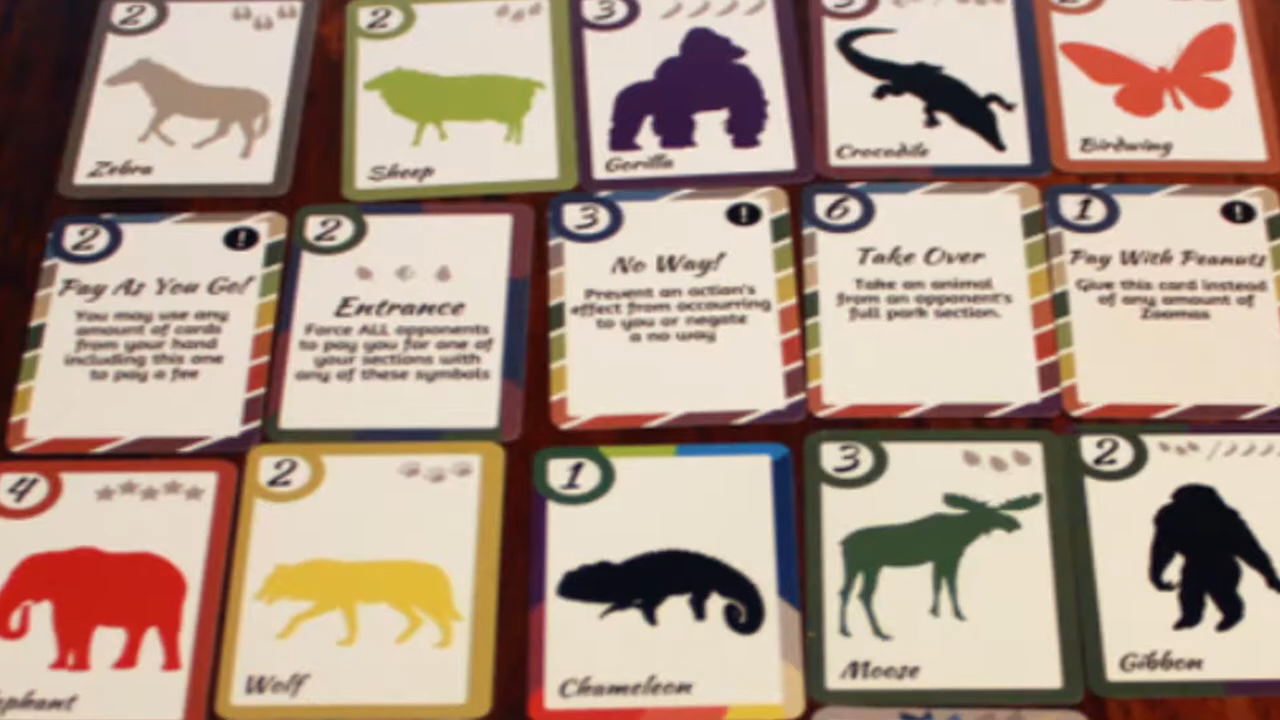 2
2
3
Zebra
Sheep
Gorilla
Crocodile
Birdwing
2
!
Pay As You Go!
You may use any
amount of cards
from your hand
including this one
to pay a fee
2
Entrance
Force ALL opponents
to pay you for one of
your sections with
any of these symbols
3
!
No Way!
Prevent an action's
effect from occurring
to you or negate
a no way
6
Take Over
Take an animal
from an opponent's
full park section.
1
!
Pay With Peanuts
Give this card instead
of any amount of
Zoomas
4
ephant
2
Wolf
1
Chameleon
3
Moose
2
/
Gibbon